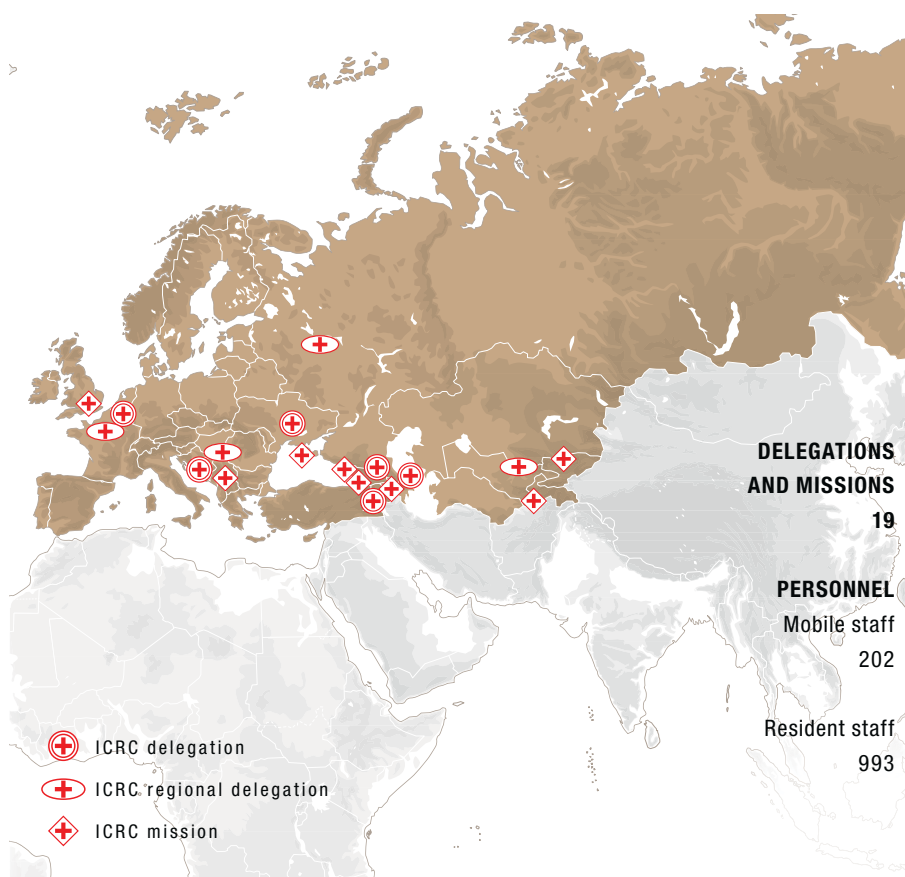 DELEGATIONS
AND MISSIONS
19
PERSONNEL
Mobile staff
202
Resident staff
993
ICRC delegation
ICRC regional delegation
ICRC mission